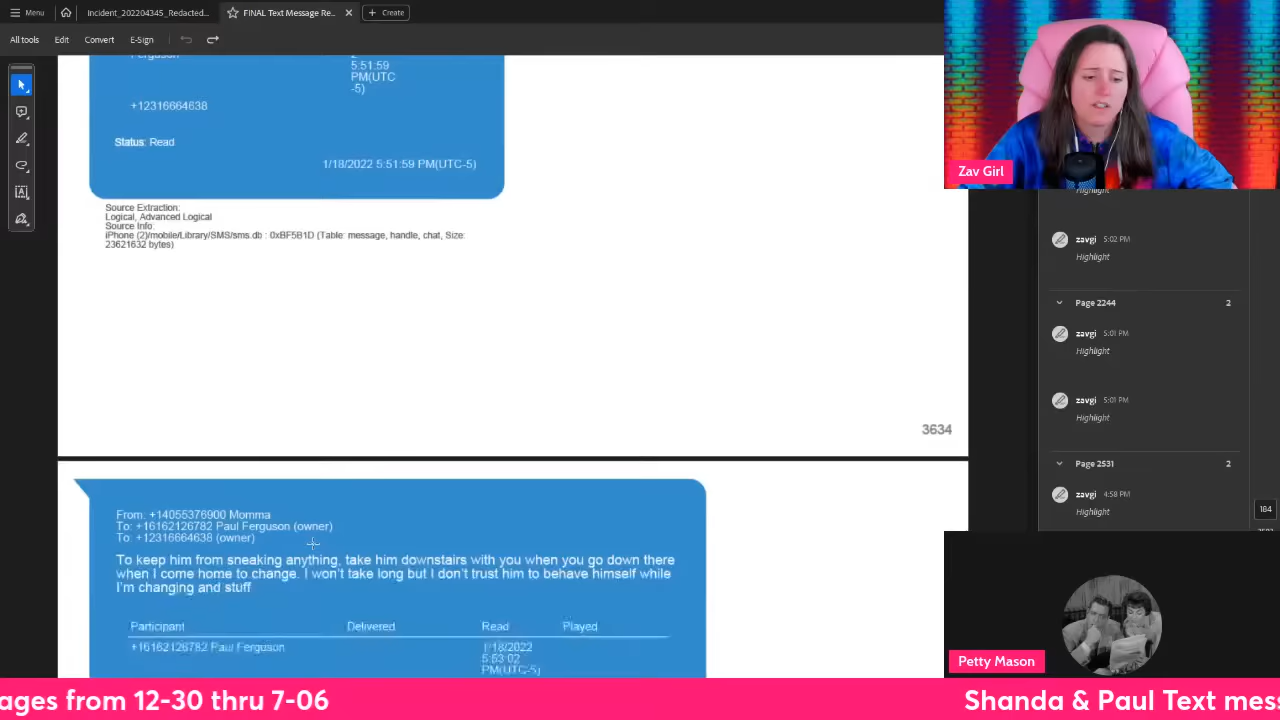 Menu
Incident_202204345_Redacted...
FINAL Text Message Re...
Create
All tools
Edit
Convert
E-Sign
5:51:59
PM(UTC
-5)
+12316664638
Status: Read
1/18/2022 5:51:59 PM(UTC-5)
Source Extraction:
Logical, Advanced Logical
Source Info:
iPhone (2)/mobile/Library/SMS/sms.db : 0xBF5B1D (Table: message, handle, chat, Size:
23621632 bytes)
3634
From: +14055376900 Momma
To: +16162126782 Paul Ferguson (owner)
To: +12316664638 (owner)
To keep him from sneaking anything, take him downstairs with you when you go down there
when I come home to change. I won't take long but I don't trust him to behave himself while
I'm changing and stuff
Participant Delivered Read Played
+16162126782 Paul Ferguson
1/18/2022
5:53:02
PM(UTC-5)
Zav Girl
Highlight
zavgi 5:02 PM
Highlight
Page 2244 2
zavgi 5:01 PM
Highlight
zavgi 5:01 PM
Highlight
Page 2531 2
zavgi 4:58 PM
Highlight
184
Petty Mason
ages from 12-30 thru 7-06
Shanda & Paul Text mess